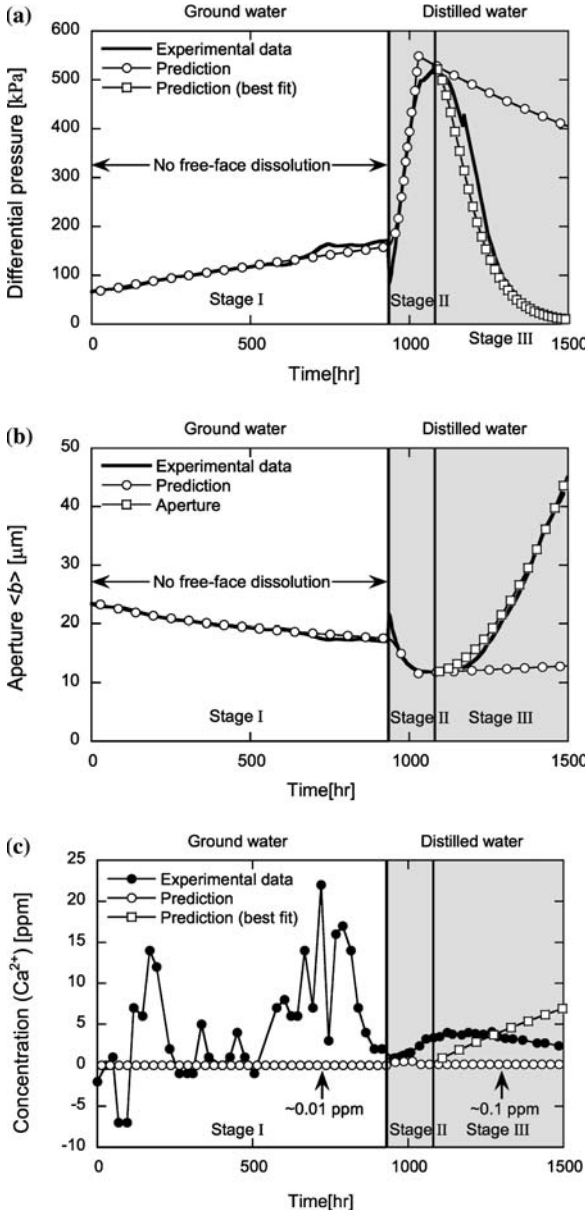 (a)
Ground water Distilled water
600
500
400
300
200
100
0
Differential pressure [kPa]
Experimental data
Prediction
Prediction (best fit)
No free-face dissolution
Stage I
Stage II
Stage III
0 500 1000 1500
Time[hr]
(b)
Ground water Distilled water
50
40
30
20
10
0
Aperture <b> [μm]
Experimental data
Prediction
Aperture
No free-face dissolution
Stage I Stage II Stage III
0 500 1000 1500
Time[hr]
(c)
Ground water Distilled water
25
20
15
10
5
0
-5
-10
Concentration (Ca²⁺) [ppm]
Experimental data
Prediction
Prediction (best fit)
~0.01 ppm ~0.1 ppm
Stage I Stage II Stage III
0 500 1000 1500
Time[hr]